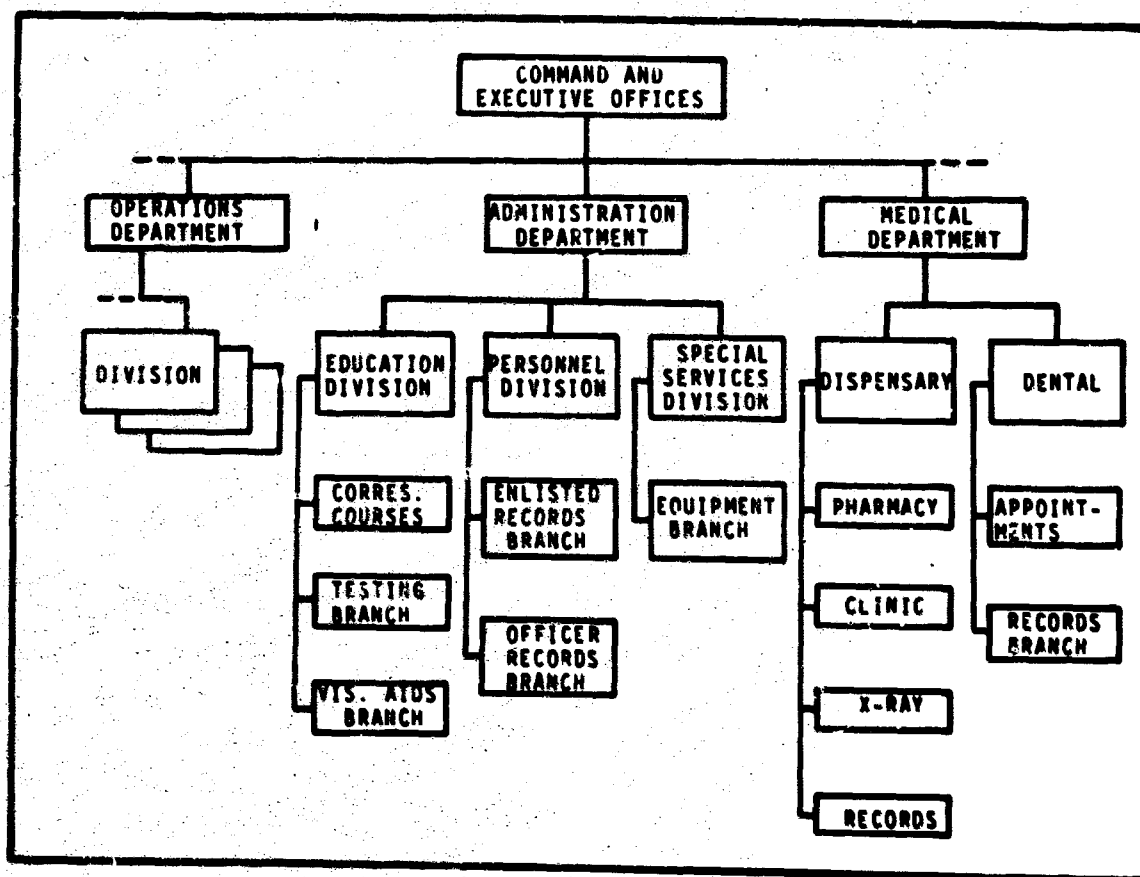 COMMAND AND
EXECUTIVE OFFICES
OPERATIONS
DEPARTMENT
ADMINISTRATION
DEPARTMENT
MEDICAL
DEPARTMENT
DIVISION
EDUCATION
DIVISION
PERSONNEL
DIVISION
SPECIAL
SERVICES
DIVISION
DISPENSARY
DENTAL
CORRES.
COURSES
ENLISTED
RECORDS
BRANCH
EQUIPMENT
BRANCH
PHARMACY
APPOINT-
MENTS
TESTING
BRANCH
OFFICER
RECORDS
BRANCH
CLINIC
RECORDS
BRANCH
VIS. AIDS
BRANCH
X-RAY
RECORDS